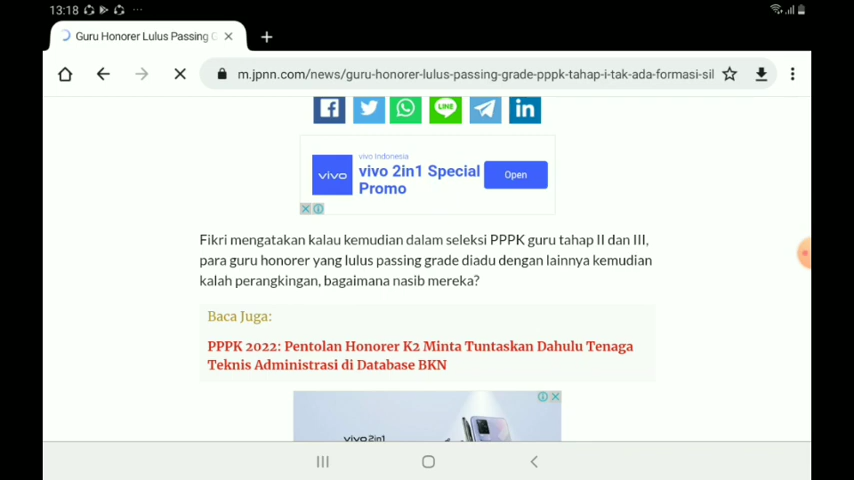 13:18
Guru Honorer Lulus Passing G
m.jpnn.com/news/guru-honorer-lulus-passing-grade-pppk-tahap-i-tak-ada-formasi-sil
LINE
in
vivo Indonesia
vivo
vivo 2in1 Special
Promo
Open
Fikri mengatakan kalau kemudian dalam seleksi PPPK guru tahap II dan III,
para guru honorer yang lulus passing grade diadu dengan lainnya kemudian
kalah perangkingan, bagaimana nasib mereka?
Baca Juga:
PPPK 2022: Pentolan Honorer K2 Minta Tuntaskan Dahulu Tenaga
Teknis Administrasi di Database BKN
vivo2in1